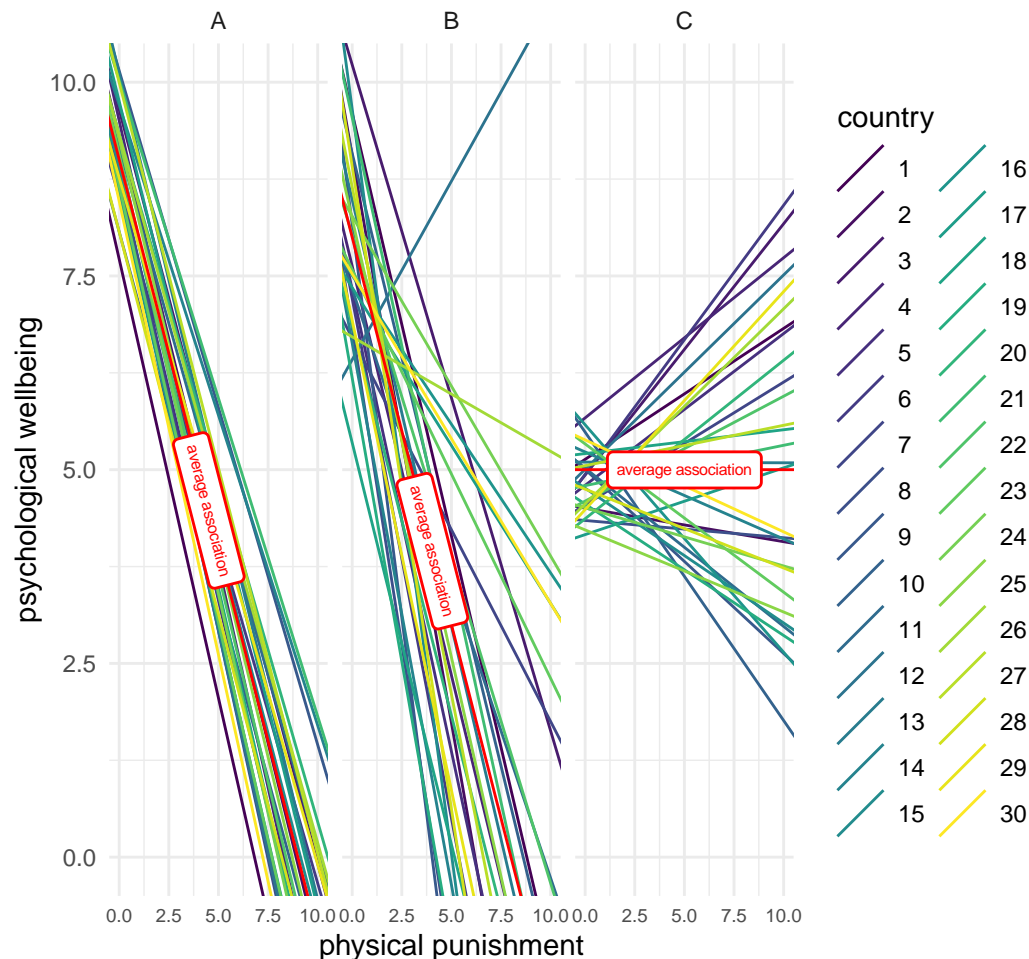 A B C
10.0
7.5
5.0
2.5
0.0
psychological wellbeing
average association
average association
average association
0.0 2.5 5.0 7.5 10.0 0.0 2.5 5.0 7.5 10.0 0.0 2.5 5.0 7.5 10.0
physical punishment
country
1 16
2 17
3 18
4 19
5 20
6 21
7 22
8 23
9 24
10 25
11 26
12 27
13 28
14 29
15 30